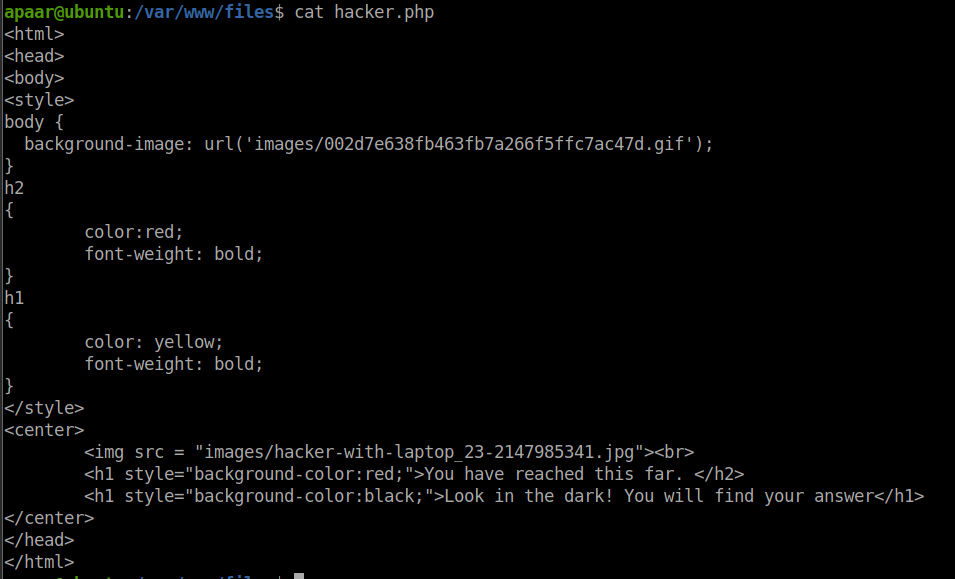 apaar@ubuntu:/var/www/files$ cat hacker.php
<html>
<head>
<body>
<style>
body {
  background-image: url('images/002d7e638fb463fb7a266f5ffc7ac47d.gif');
}
h2
{
        color:red;
        font-weight: bold;
}
h1
{
        color: yellow;
        font-weight: bold;
}
</style>
<center>
        <img src = "images/hacker-with-laptop_23-2147985341.jpg"><br>
        <h1 style="background-color:red;">You have reached this far. </h2>
        <h1 style="background-color:black;">Look in the dark! You will find your answer</h1>
</center>
</head>
</html>